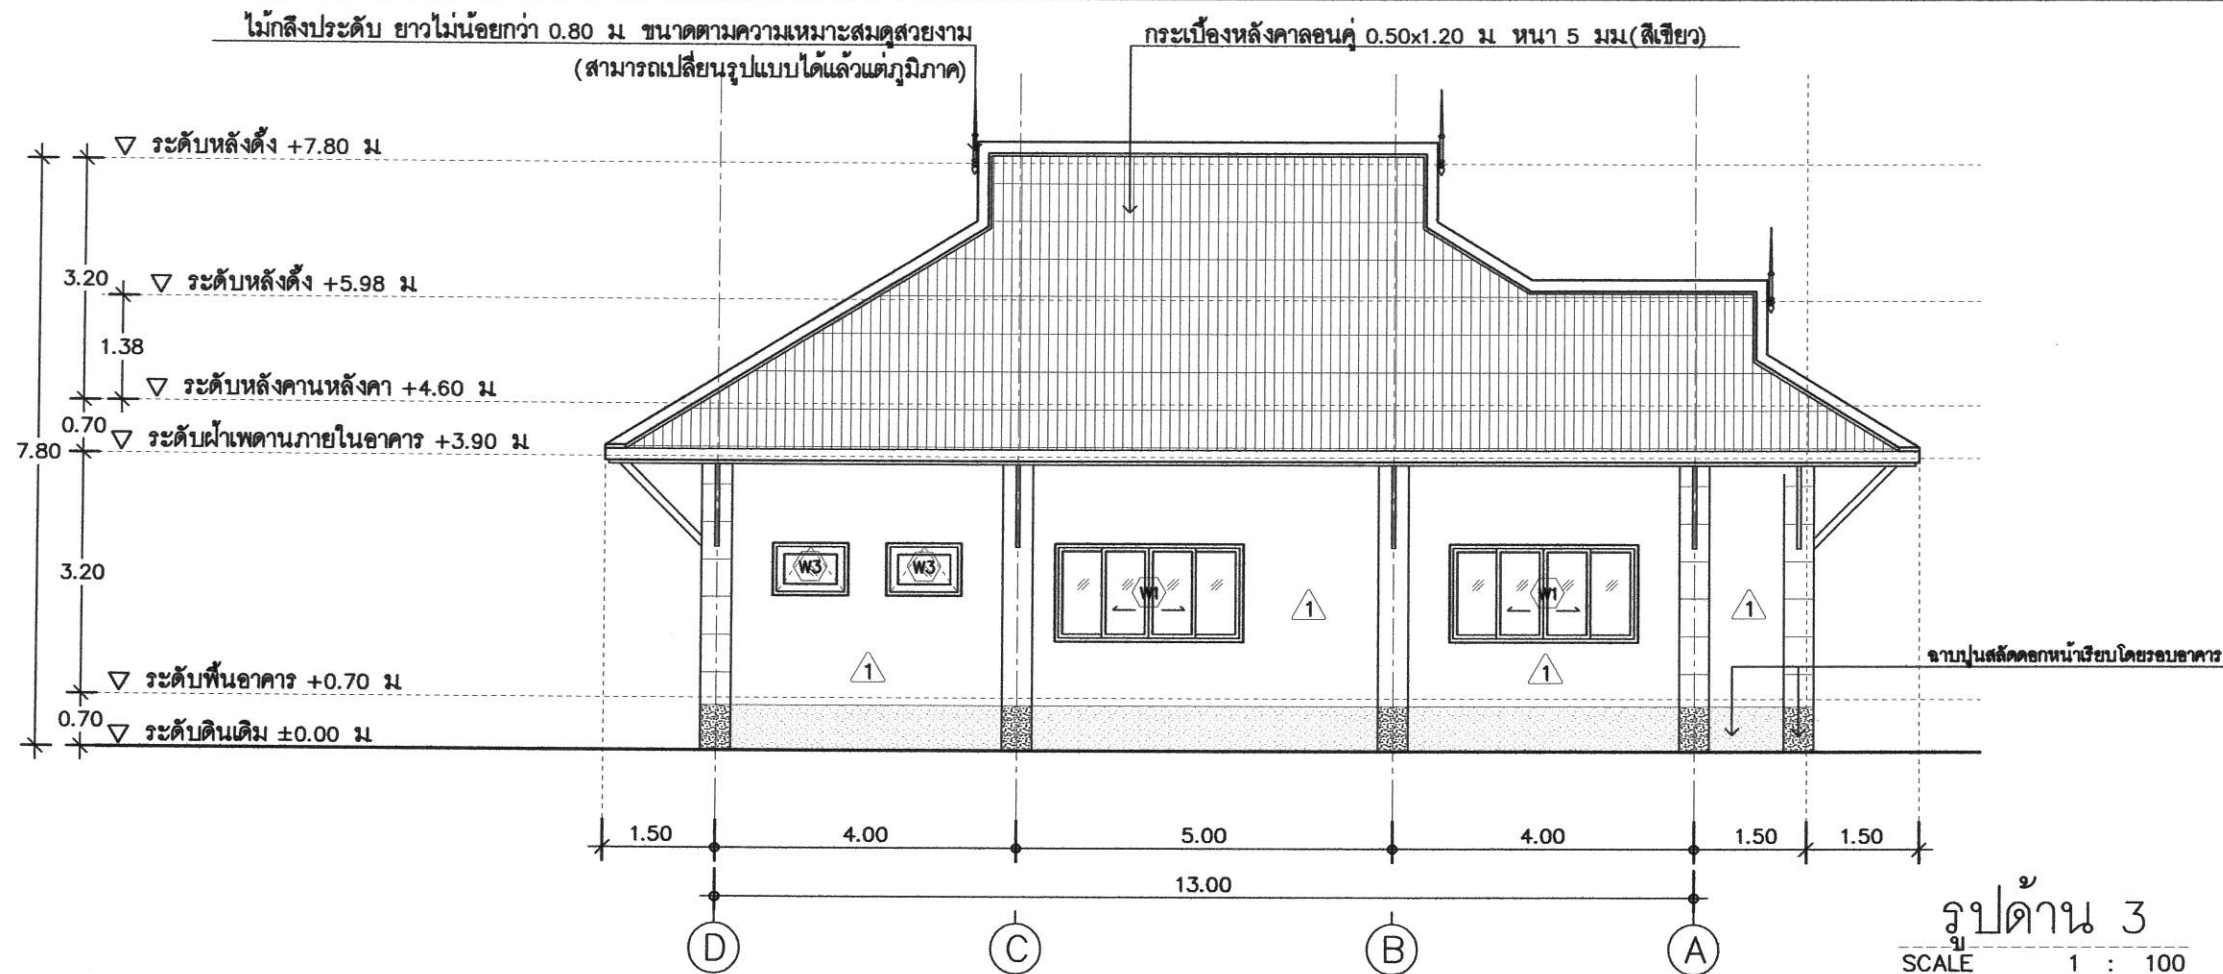 ไม้กลึงประดับ ยาวไม่น้อยกว่า 0.80 ม ขนาดตามความเหมาะสมดูสวยงาม
(สามารถเปลี่ยนรูปแบบได้แล้วแต่ภูมิภาค)
กระเบื้องหลังคาลอนคู่ 0.50x1.20 ม หนา 5 มม(สีเขียว)
ระดับหลังตั้ง +7.80 ม
3.20
ระดับหลังตั้ง +5.98 ม
1.38
ระดับหลังคานหลังคา +4.60 ม
0.70
ระดับฝ้าเพดานภายในอาคาร +3.90 ม
7.80
3.20
W3
W3
W1
W1
1
1
1
1
ฉาบปูนสลัดดอกหน้าเรียบโดยรอบอาคาร
ระดับพื้นอาคาร +0.70 ม
0.70
ระดับดินเดิม ±0.00 ม
1.50 4.00 5.00 4.00 1.50 1.50
13.00
D C B A
รูปด้าน 3
SCALE 1 : 100